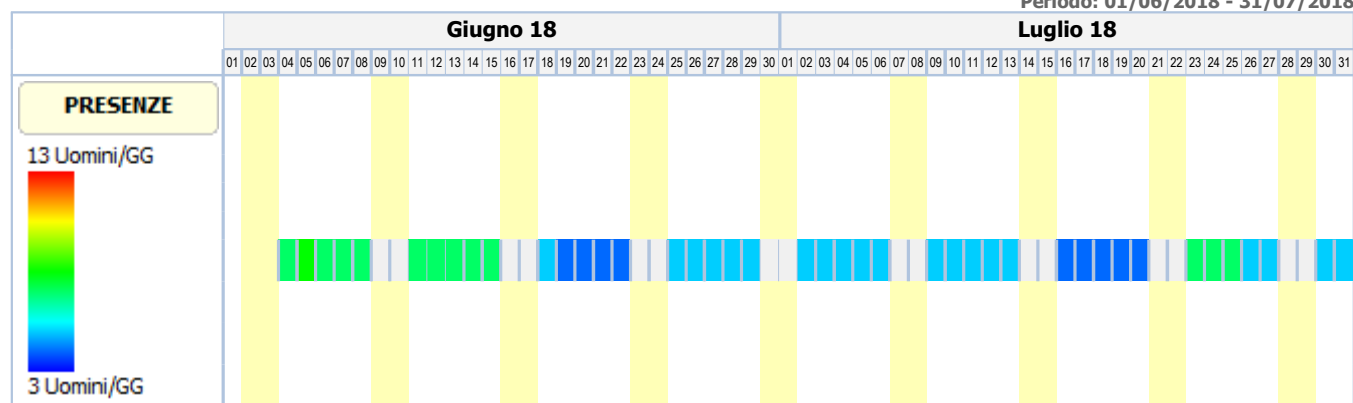 Periodo: 01/06/2018 - 31/07/2018
Giugno 18 Luglio 18
01 02 03 04 05 06 07 08 09 10 11 12 13 14 15 16 17 18 19 20 21 22 23 24 25 26 27 28 29 30 01 02 03 04 05 06 07 08 09 10 11 12 13 14 15 16 17 18 19 20 21 22 23 24 25 26 27 28 29 30 31
PRESENZE
13 Uomini/GG
3 Uomini/GG